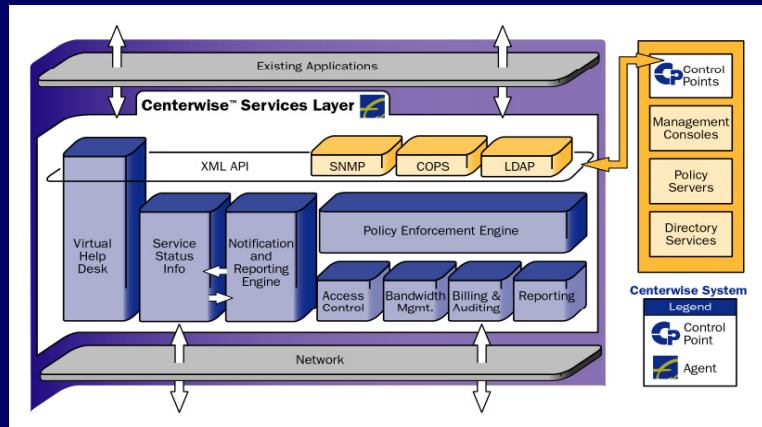 Existing Applications
Centerwise™ Services Layer
XML API
SNMP
COPS
LDAP
Virtual
Help
Desk
Service
Status
Info
Notification
and
Reporting
Engine
Policy Enforcement Engine
Access
Control
Bandwidth
Mgmt.
Billing &
Auditing
Reporting
Network
CP Control
Points
Management
Consoles
Policy
Servers
Directory
Services
Centerwise System
Legend
CP Control
Point
Agent